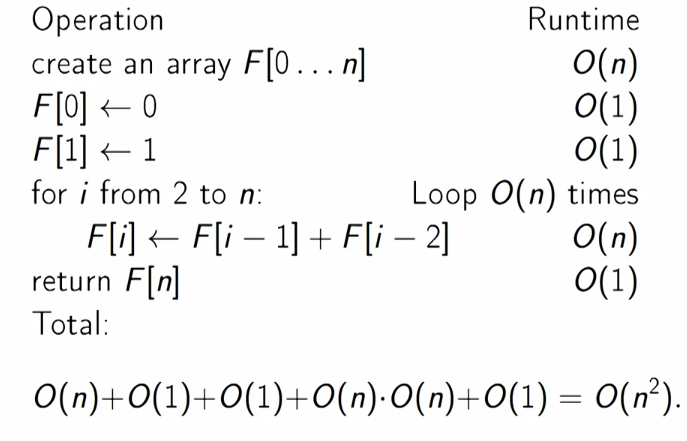 Operation Runtime
create an array F[0 . . . n] O(n)
F[0] ← 0 O(1)
F[1] ← 1 O(1)
for i from 2 to n: Loop O(n) times
F[i] ← F[i − 1] + F[i − 2] O(n)
return F[n] O(1)
Total:
O(n)+O(1)+O(1)+O(n)·O(n)+O(1) = O(n²).